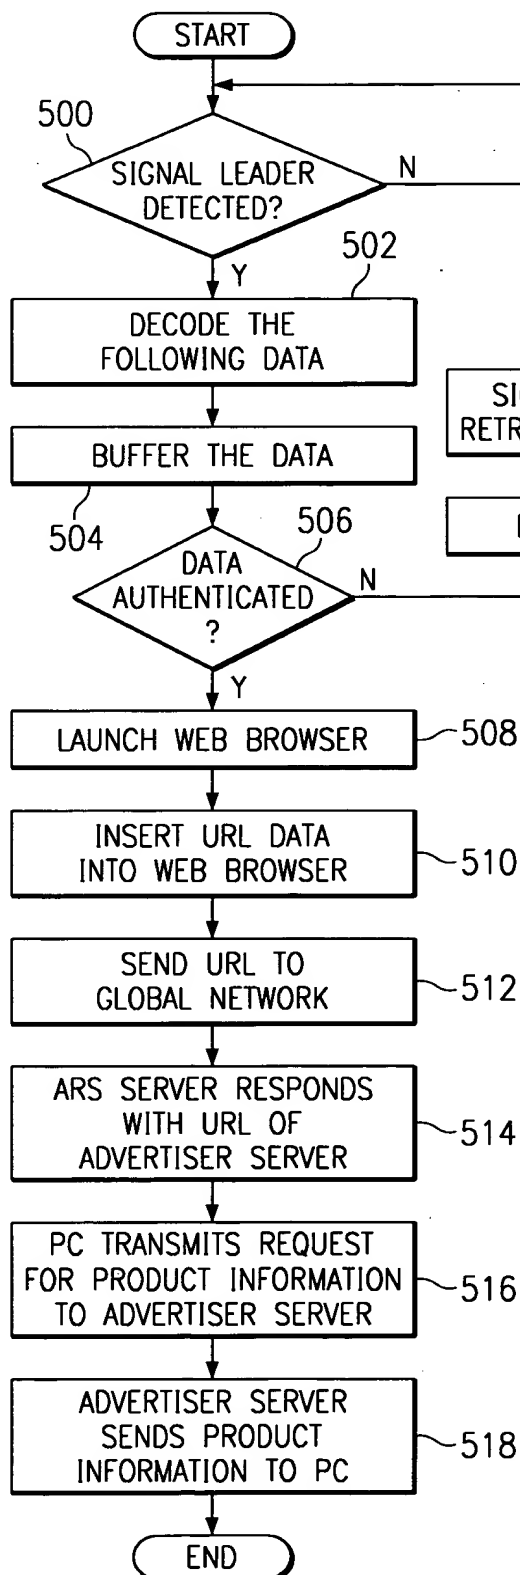 START
500
SIGNAL LEADER
DETECTED?
N
Y
502
DECODE THE
FOLLOWING DATA
BUFFER THE DATA
504
506
DATA
AUTHENTICATED
?
N
Y
LAUNCH WEB BROWSER
508
INSERT URL DATA
INTO WEB BROWSER
510
SEND URL TO
GLOBAL NETWORK
512
ARS SERVER RESPONDS
WITH URL OF
ADVERTISER SERVER
514
PC TRANSMITS REQUEST
FOR PRODUCT INFORMATION
TO ADVERTISER SERVER
516
ADVERTISER SERVER
SENDS PRODUCT
INFORMATION TO PC
518
END